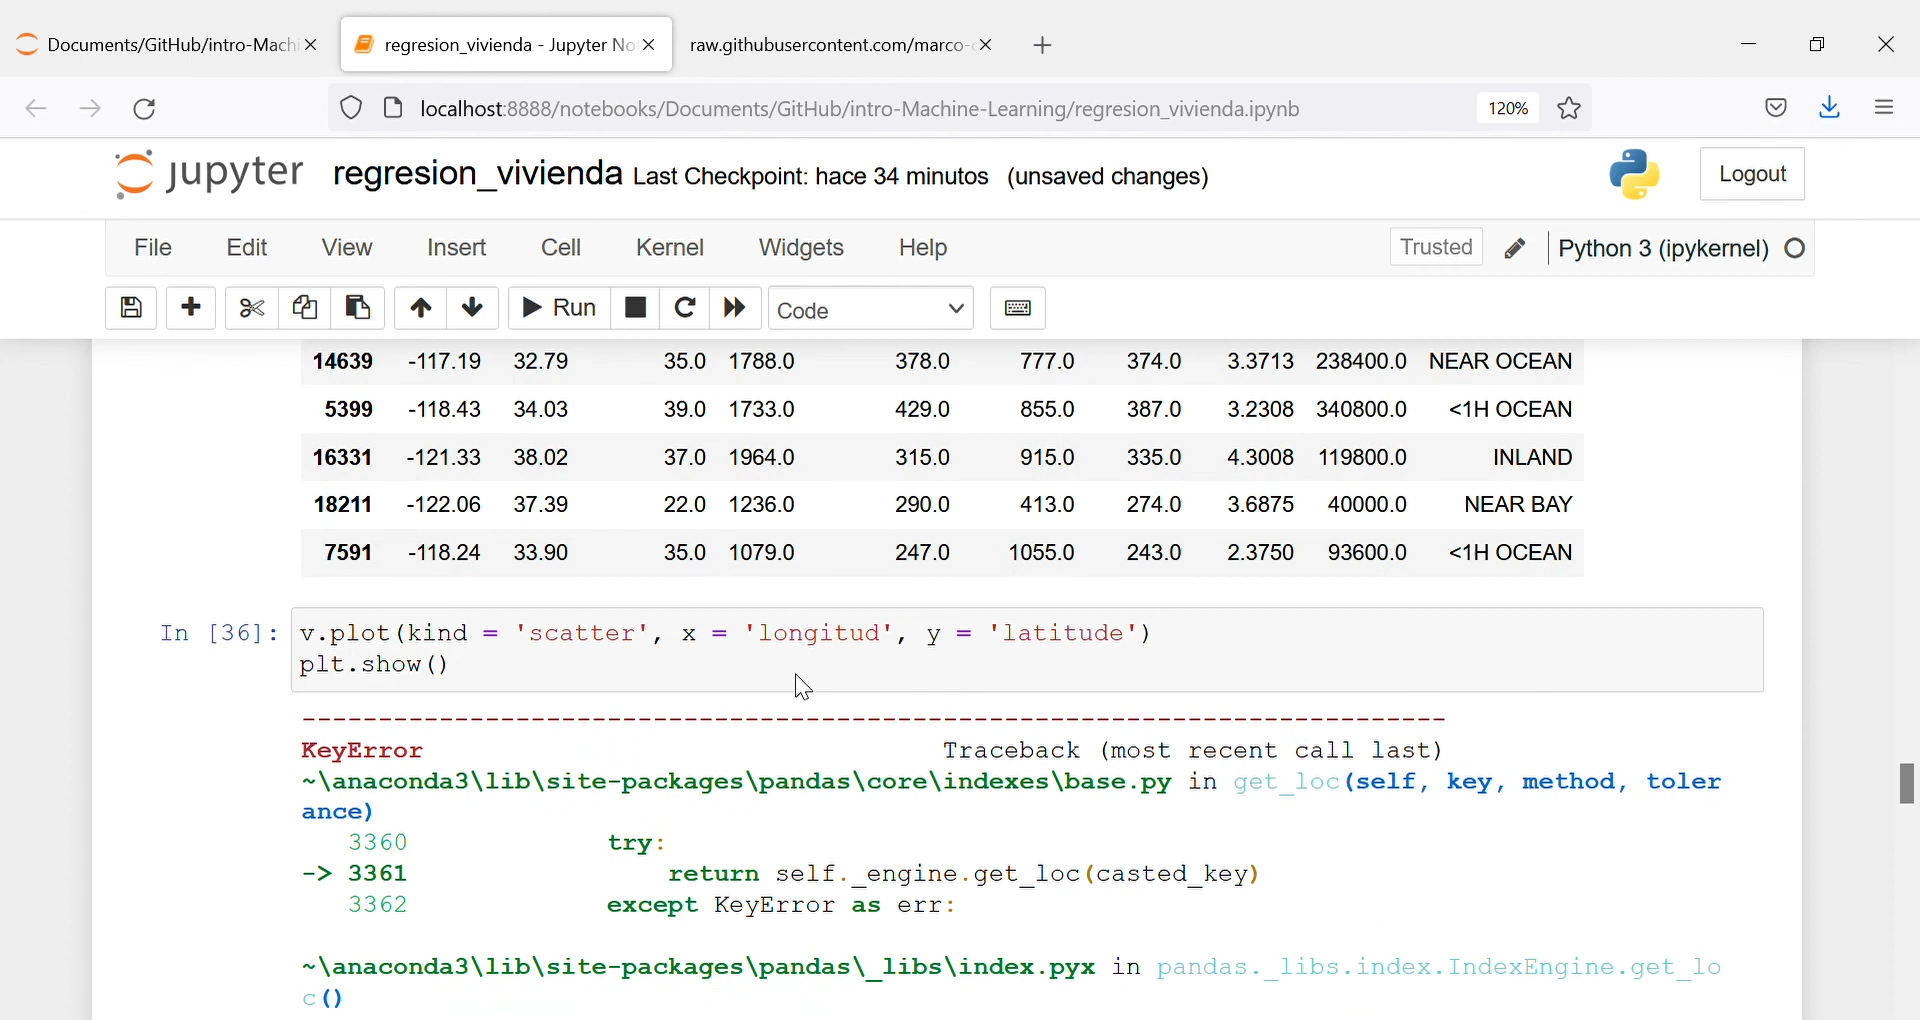 Documents/GitHub/intro-Machi
regresion_vivienda - Jupyter No
raw.githubusercontent.com/marco-
localhost:8888/notebooks/Documents/GitHub/intro-Machine-Learning/regresion_vivienda.ipynb
120%
jupyter regresion_vivienda Last Checkpoint: hace 34 minutos (unsaved changes)
Logout
File Edit View Insert Cell Kernel Widgets Help
Trusted
Python 3 (ipykernel)
Run
Code
14639 -117.19 32.79 35.0 1788.0 378.0 777.0 374.0 3.3713 238400.0 NEAR OCEAN
5399 -118.43 34.03 39.0 1733.0 429.0 855.0 387.0 3.2308 340800.0 <1H OCEAN
16331 -121.33 38.02 37.0 1964.0 315.0 915.0 335.0 4.3008 119800.0 INLAND
18211 -122.06 37.39 22.0 1236.0 290.0 413.0 274.0 3.6875 40000.0 NEAR BAY
7591 -118.24 33.90 35.0 1079.0 247.0 1055.0 243.0 2.3750 93600.0 <1H OCEAN
In [36]: v.plot(kind = 'scatter', x = 'longitud', y = 'latitude')
plt.show()
---------------------------------------------------------------------------
KeyError Traceback (most recent call last)
~\anaconda3\lib\site-packages\pandas\core\indexes\base.py in get_loc(self, key, method, toler
ance)
3360 try:
-> 3361 return self._engine.get_loc(casted_key)
3362 except KeyError as err:
~\anaconda3\lib\site-packages\pandas\_libs\index.pyx in pandas._libs.index.IndexEngine.get_lo
c()